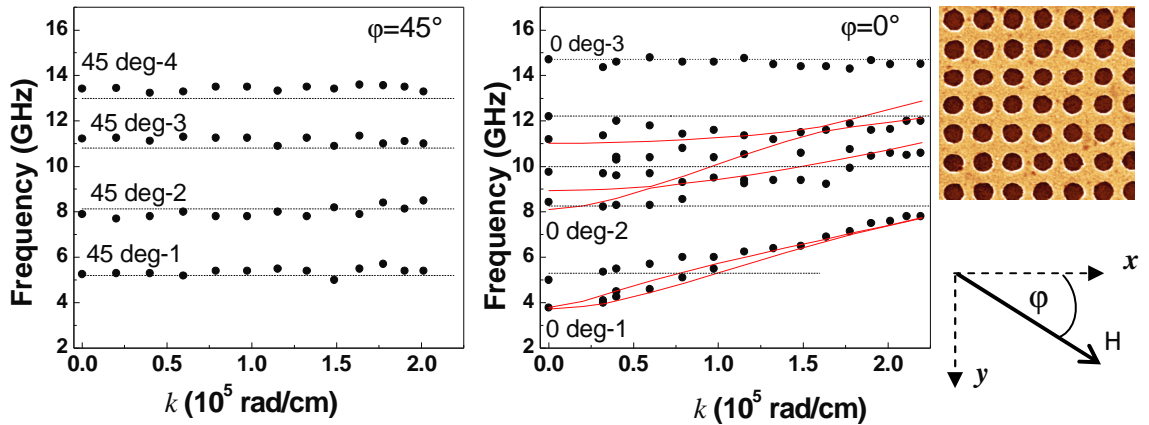 16
14
12
10
8
6
4
2
Frequency (GHz)
φ=45°
45 deg-4
45 deg-3
45 deg-2
45 deg-1
0.0 0.5 1.0 1.5 2.0
k (10⁵ rad/cm)
16
14
12
10
8
6
4
2
Frequency (GHz)
φ=0°
0 deg-3
0 deg-2
0 deg-1
0.0 0.5 1.0 1.5 2.0
k (10⁵ rad/cm)
x
φ
H
y